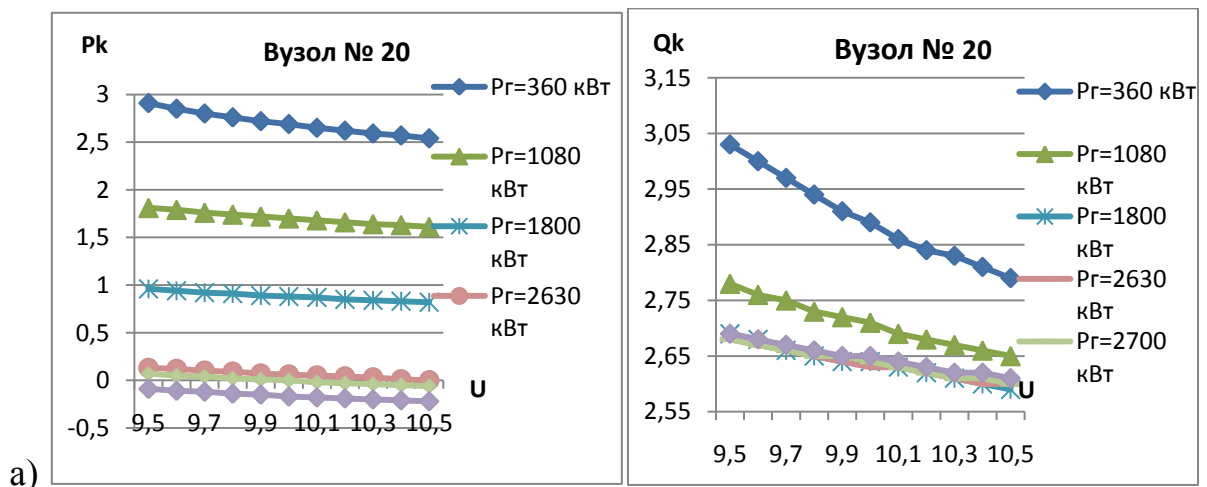 Pk
Вузол № 20
3
2,5
2
1,5
1
0,5
0
-0,5
9,5 9,7 9,9 10,1 10,3 10,5
U
Рг=360 кВт
Рг=1080
кВт
Рг=1800
кВт
Рг=2630
кВт
Qk
Вузол № 20
3,15
3,05
2,95
2,85
2,75
2,65
2,55
9,5 9,7 9,9 10,1 10,3 10,5
U
Рг=360 кВт
Рг=1080
кВт
Рг=1800
кВт
Рг=2630
кВт
Рг=2700
кВт
а)